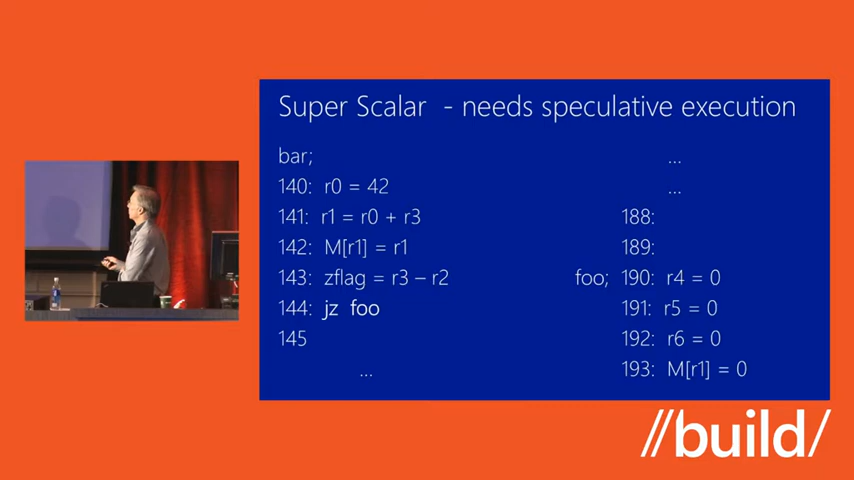 Super Scalar - needs speculative execution
bar;
140: r0 = 42
141: r1 = r0 + r3
142: M[r1] = r1
143: zflag = r3 – r2
144: jz foo
145
...
...
...
188:
189:
foo; 190: r4 = 0
191: r5 = 0
192: r6 = 0
193: M[r1] = 0
//build/